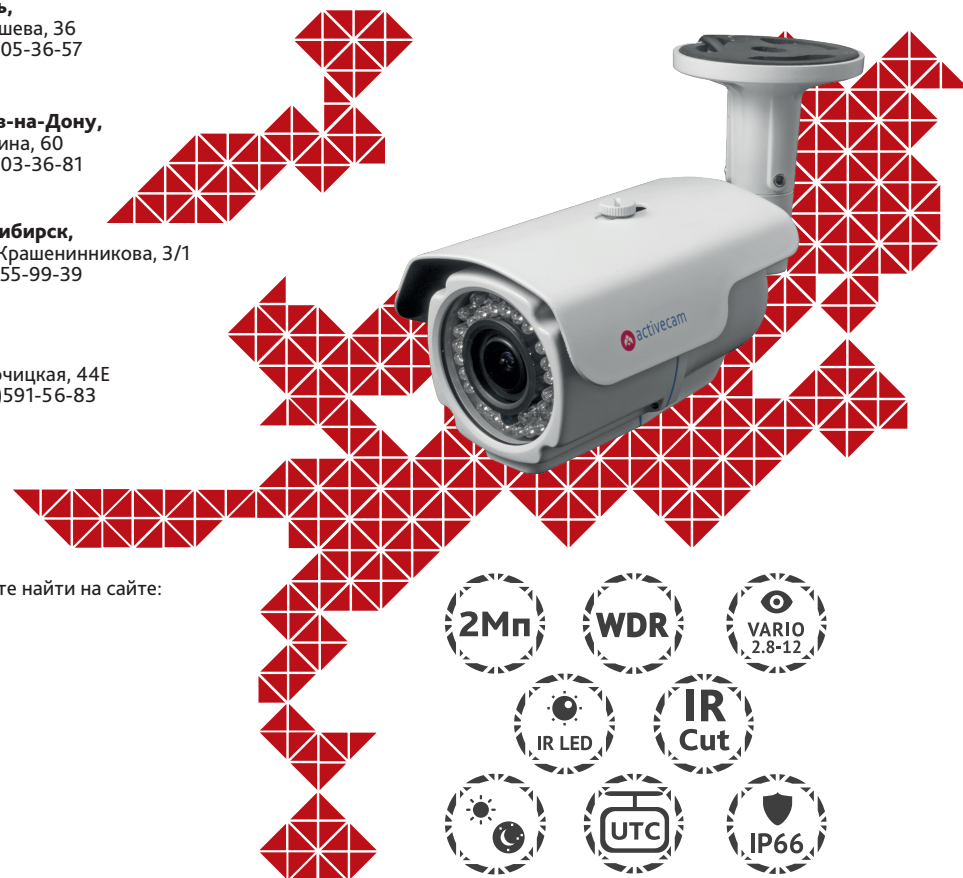 ь,
шева, 36
05-36-57
в-на-Дону,
ина, 60
03-36-81
ибирск,
Крашенинникова, 3/1
55-99-39
чицкая, 44Е
)591-56-83
те найти на сайте:
activecam
2Мп
WDR
VARIO
2.8-12
IR LED
IR
Cut
UTC
IP66